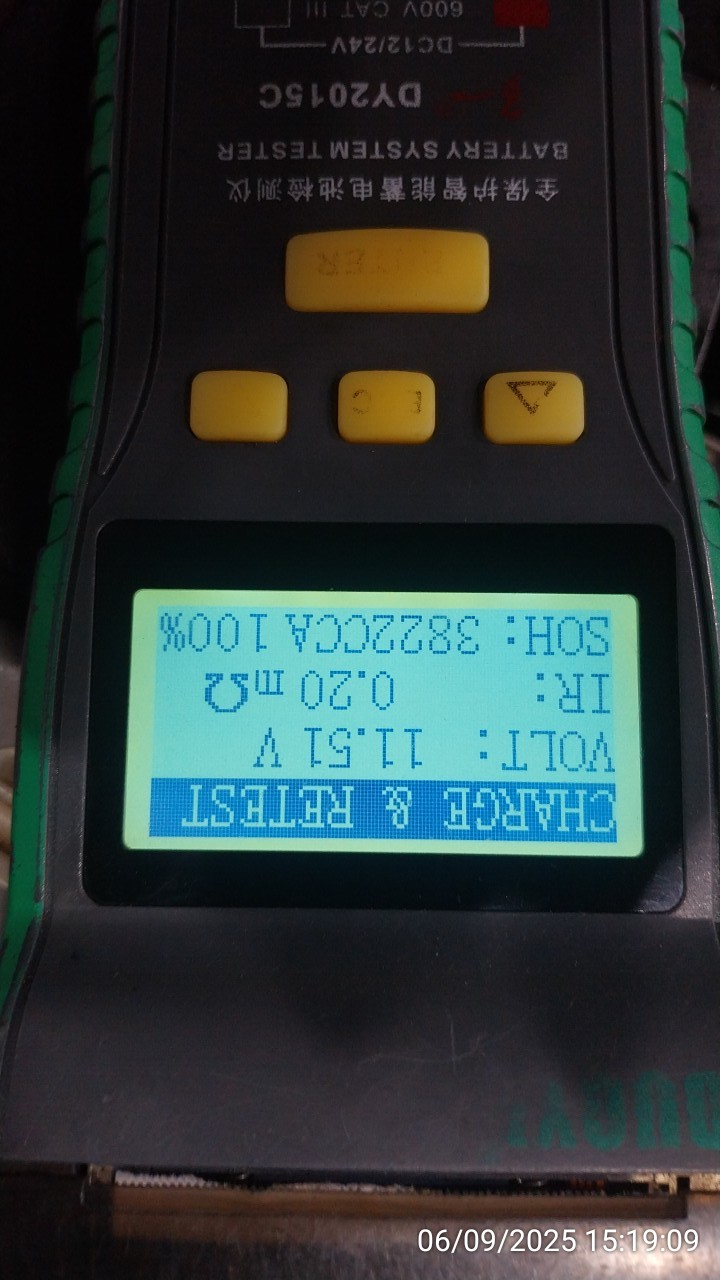 CHARGE & RETEST
VOLT: 11.51 V
IR: 0.20 mΩ
SOH: 3822CCA 100%
ENTER
全保护智能蓄电池检测仪
BATTERY SYSTEM TESTER
DY2015C
DC12/24V
600V CAT III
06/09/2025 15:19:09